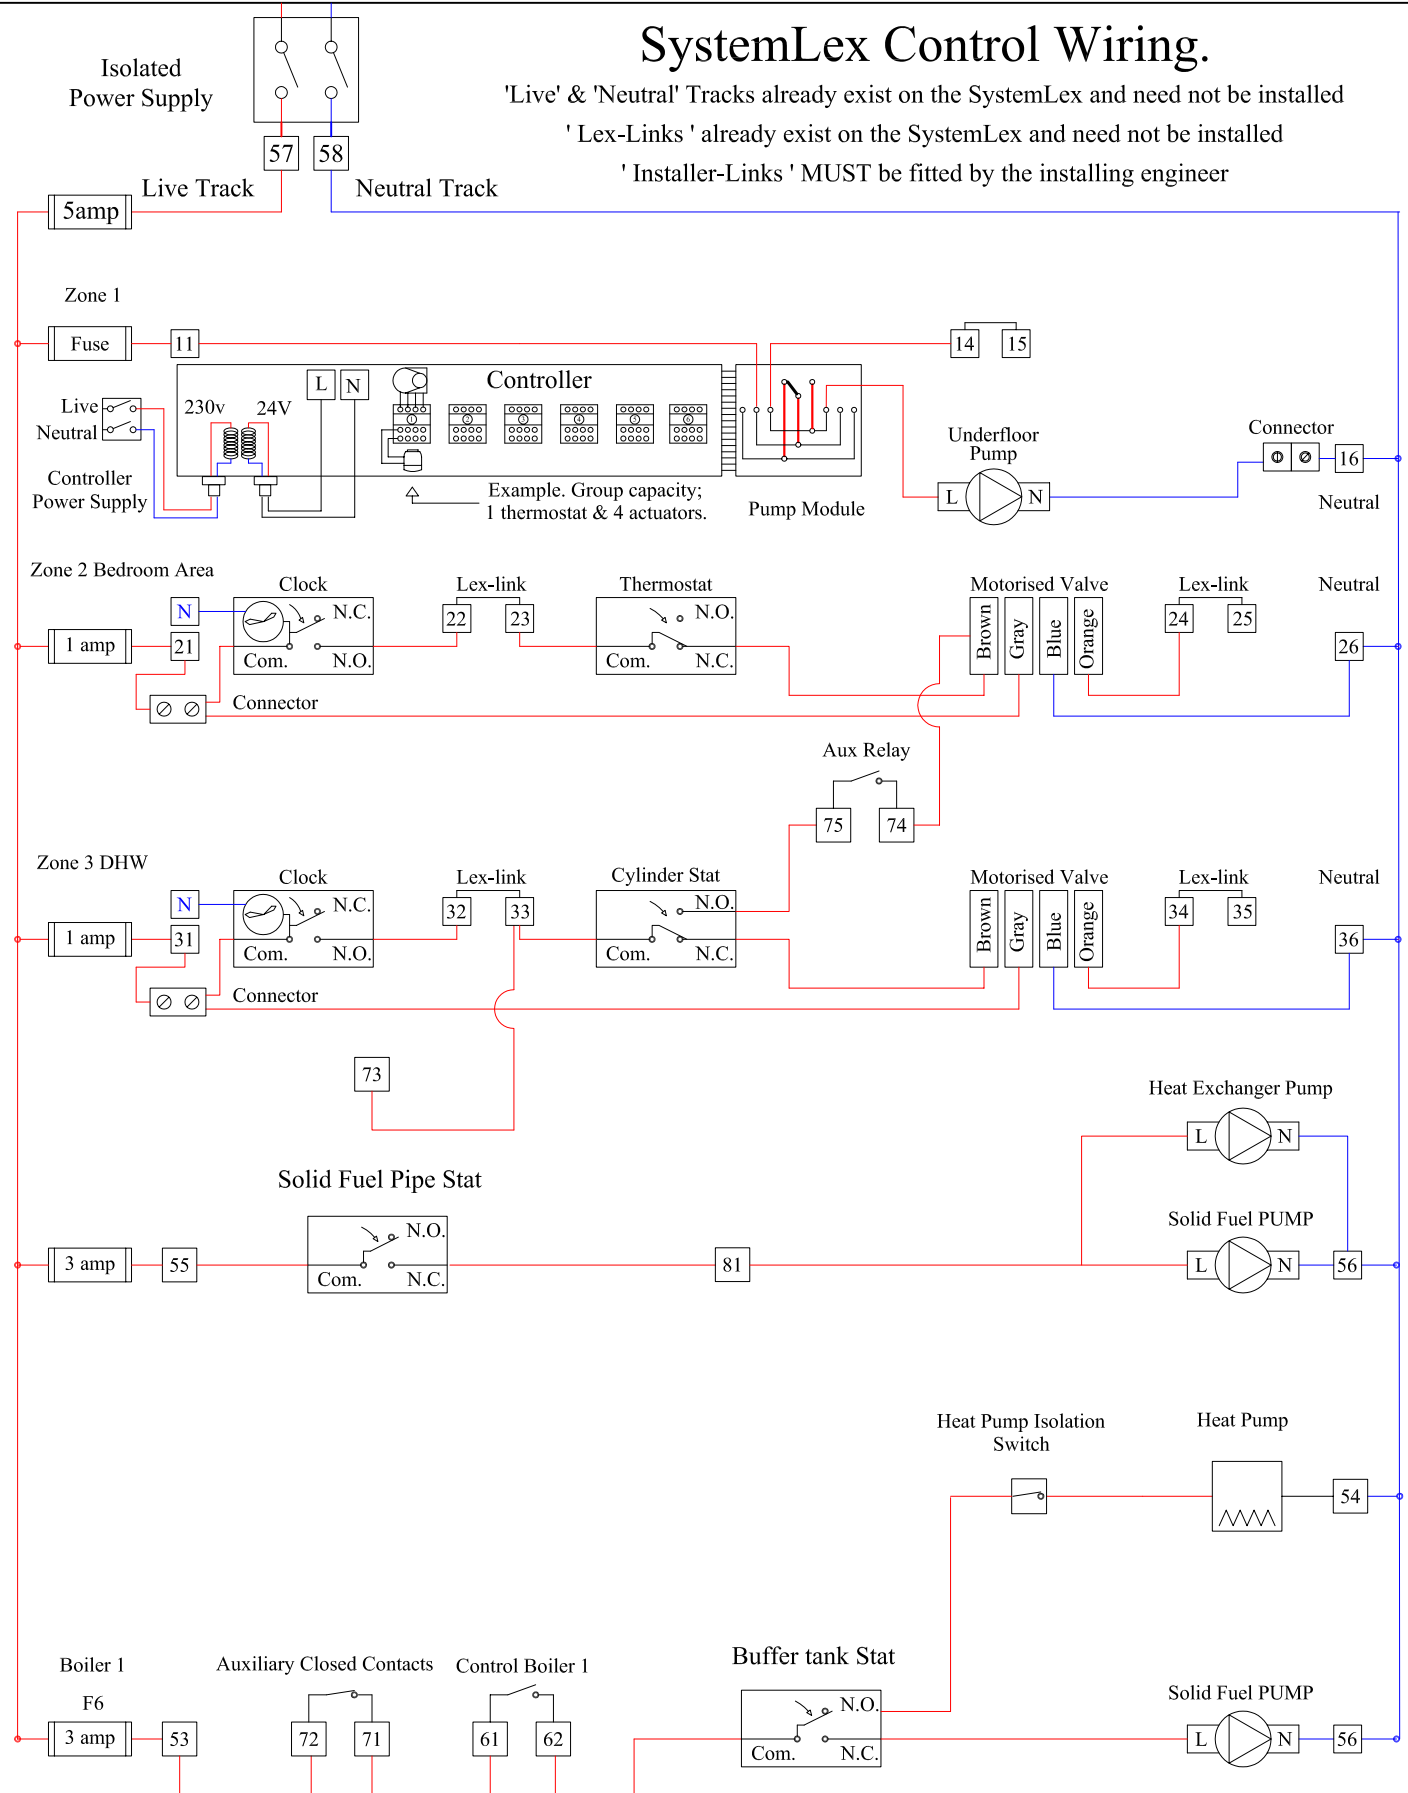 SystemLex Control Wiring.
'Live' & 'Neutral' Tracks already exist on the SystemLex and need not be installed
' Lex-Links ' already exist on the SystemLex and need not be installed
' Installer-Links ' MUST be fitted by the installing engineer
Isolated
Power Supply
57 58
Live Track Neutral Track
5amp
Zone 1
Fuse 11 14 15
L N Controller
Live 230v 24V
Neutral
1 2 3 4 5 6
Controller
Power Supply
Example. Group capacity;
1 thermostat & 4 actuators.
Pump Module
Underfloor
Pump
L N
Connector
16
Neutral
Zone 2 Bedroom Area
Clock Lex-link Thermostat Motorised Valve Lex-link Neutral
N N.C. 22 23 N.O. Brown Gray Blue Orange 24 25
1 amp 21 Com. N.O. Com. N.C. 26
Connector
Aux Relay
75 74
Zone 3 DHW
Clock Lex-link Cylinder Stat Motorised Valve Lex-link Neutral
N N.C. 32 33 N.O. Brown Gray Blue Orange 34 35
1 amp 31 Com. N.O. Com. N.C. 36
Connector
73
Heat Exchanger Pump
L N
Solid Fuel Pipe Stat
Solid Fuel PUMP
N.O.
3 amp 55 Com. N.C. 81 L N 56
Heat Pump Isolation
Switch
Heat Pump
54
Boiler 1 Auxiliary Closed Contacts Control Boiler 1 Buffer tank Stat
Solid Fuel PUMP
F6 N.O.
3 amp 53 72 71 61 62 Com. N.C. L N 56